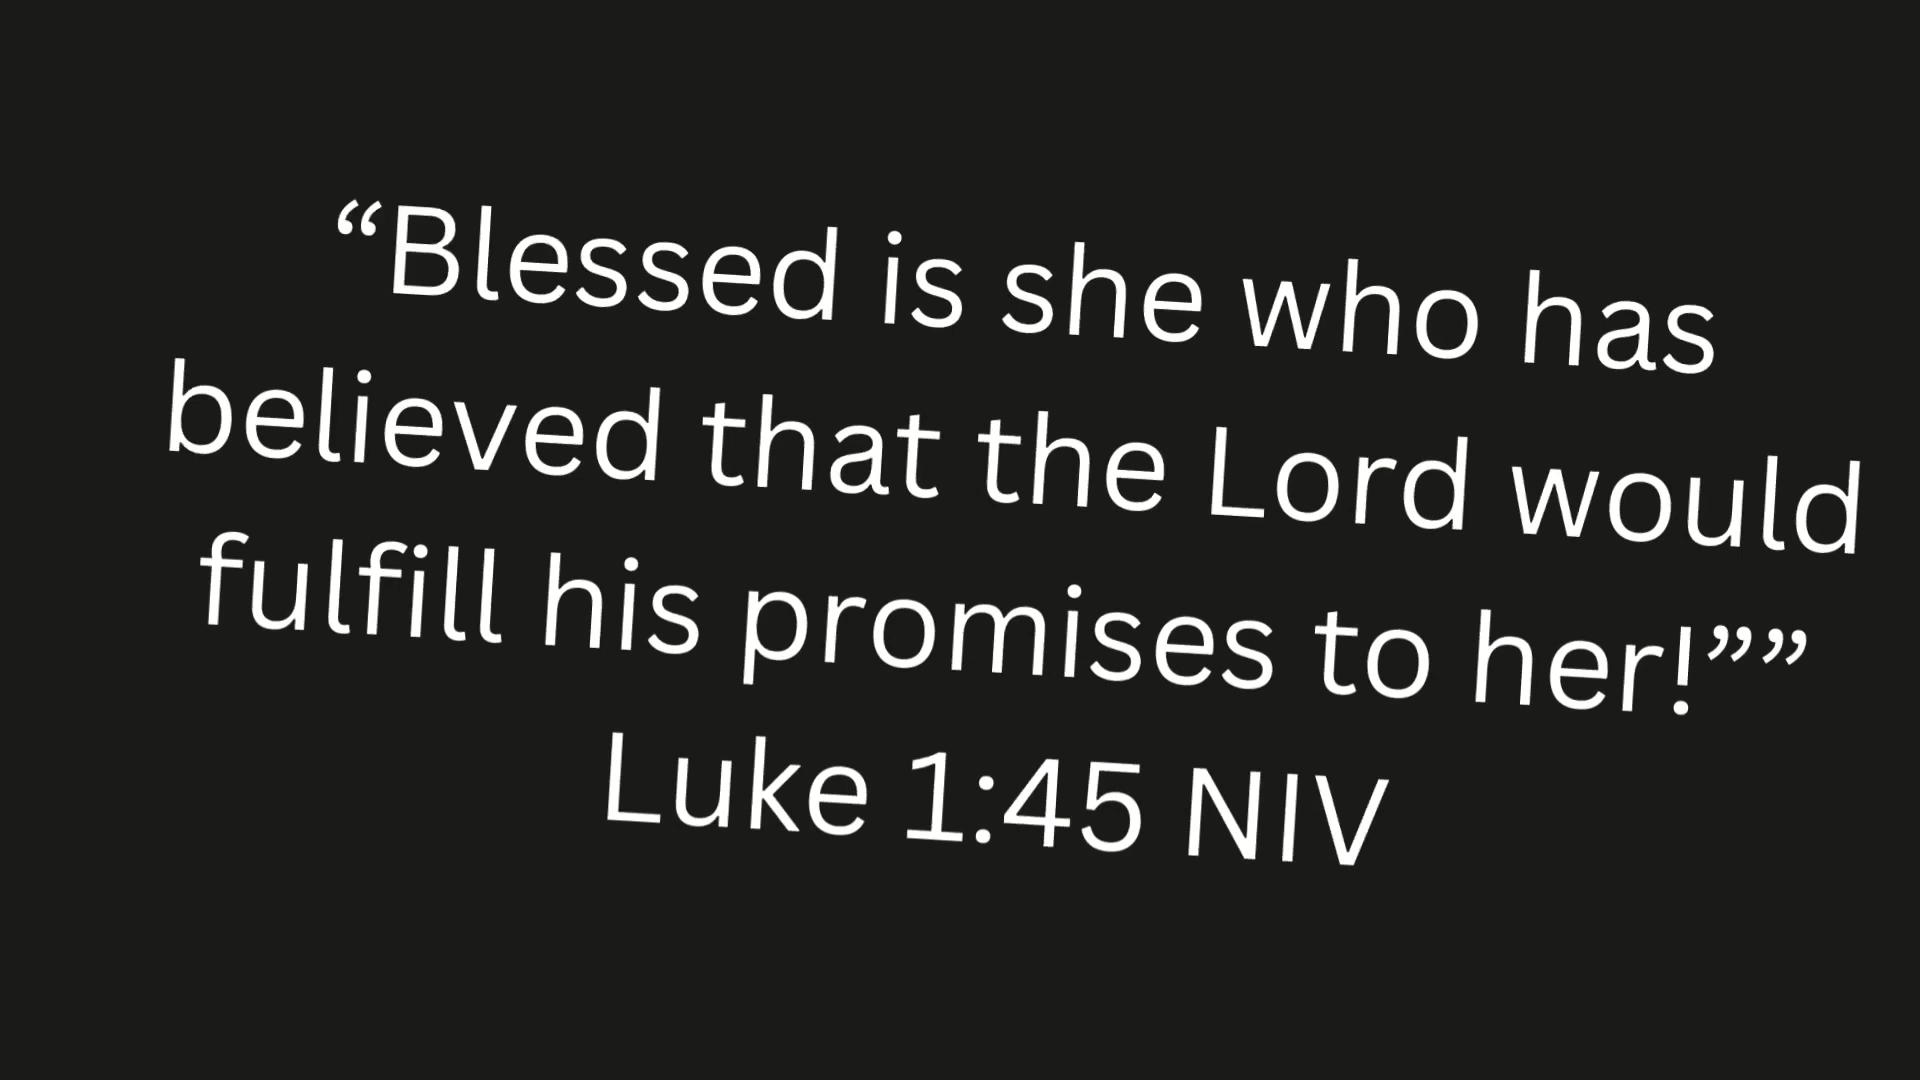 “Blessed is she who has
believed that the Lord would
fulfill his promises to her!””
Luke 1:45 NIV